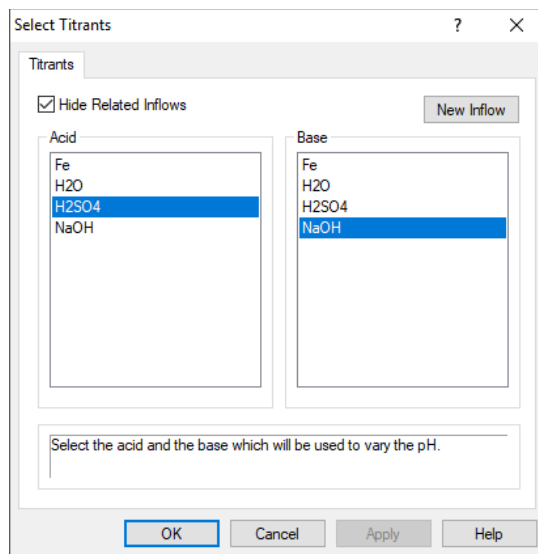 Select Titrants
?
Titrants
Hide Related Inflows
New Inflow
Acid
Fe
H2O
H2SO4
NaOH
Base
Fe
H2O
H2SO4
NaOH
Select the acid and the base which will be used to vary the pH.
OK
Cancel
Apply
Help